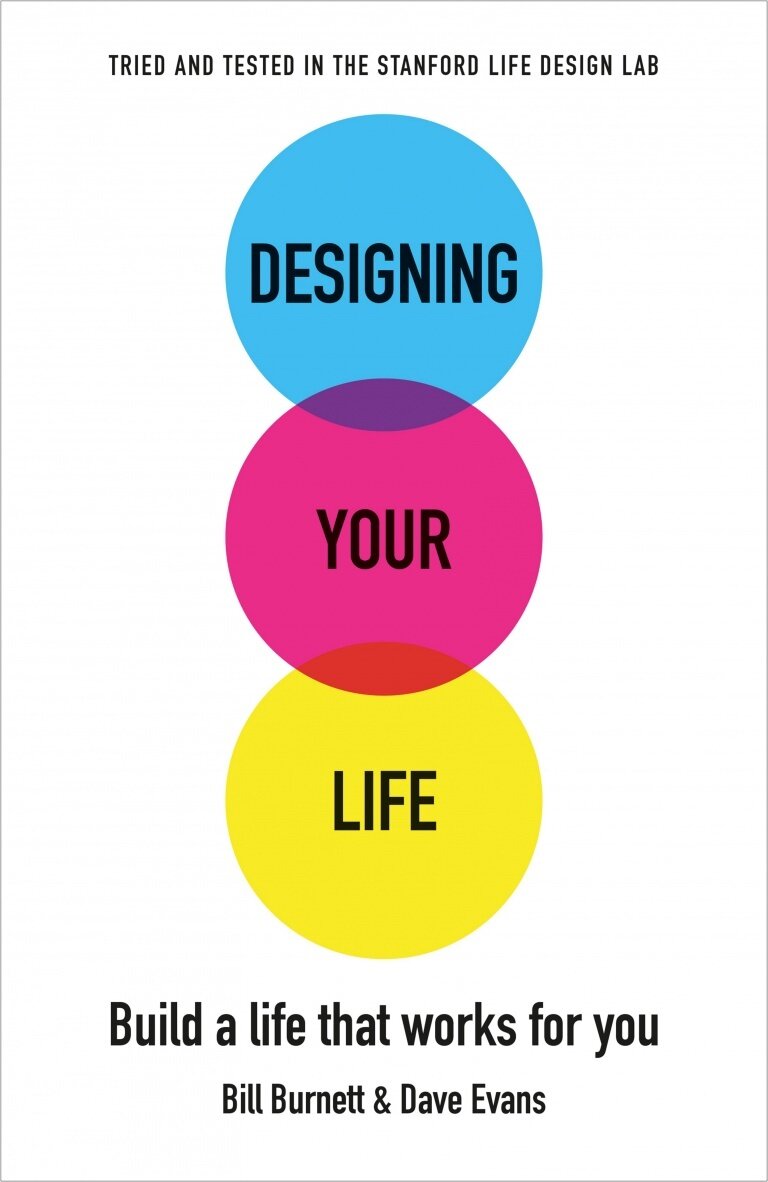 TRIED AND TESTED IN THE STANFORD LIFE DESIGN LAB
DESIGNING
YOUR
LIFE
Build a life that works for you
Bill Burnett & Dave Evans